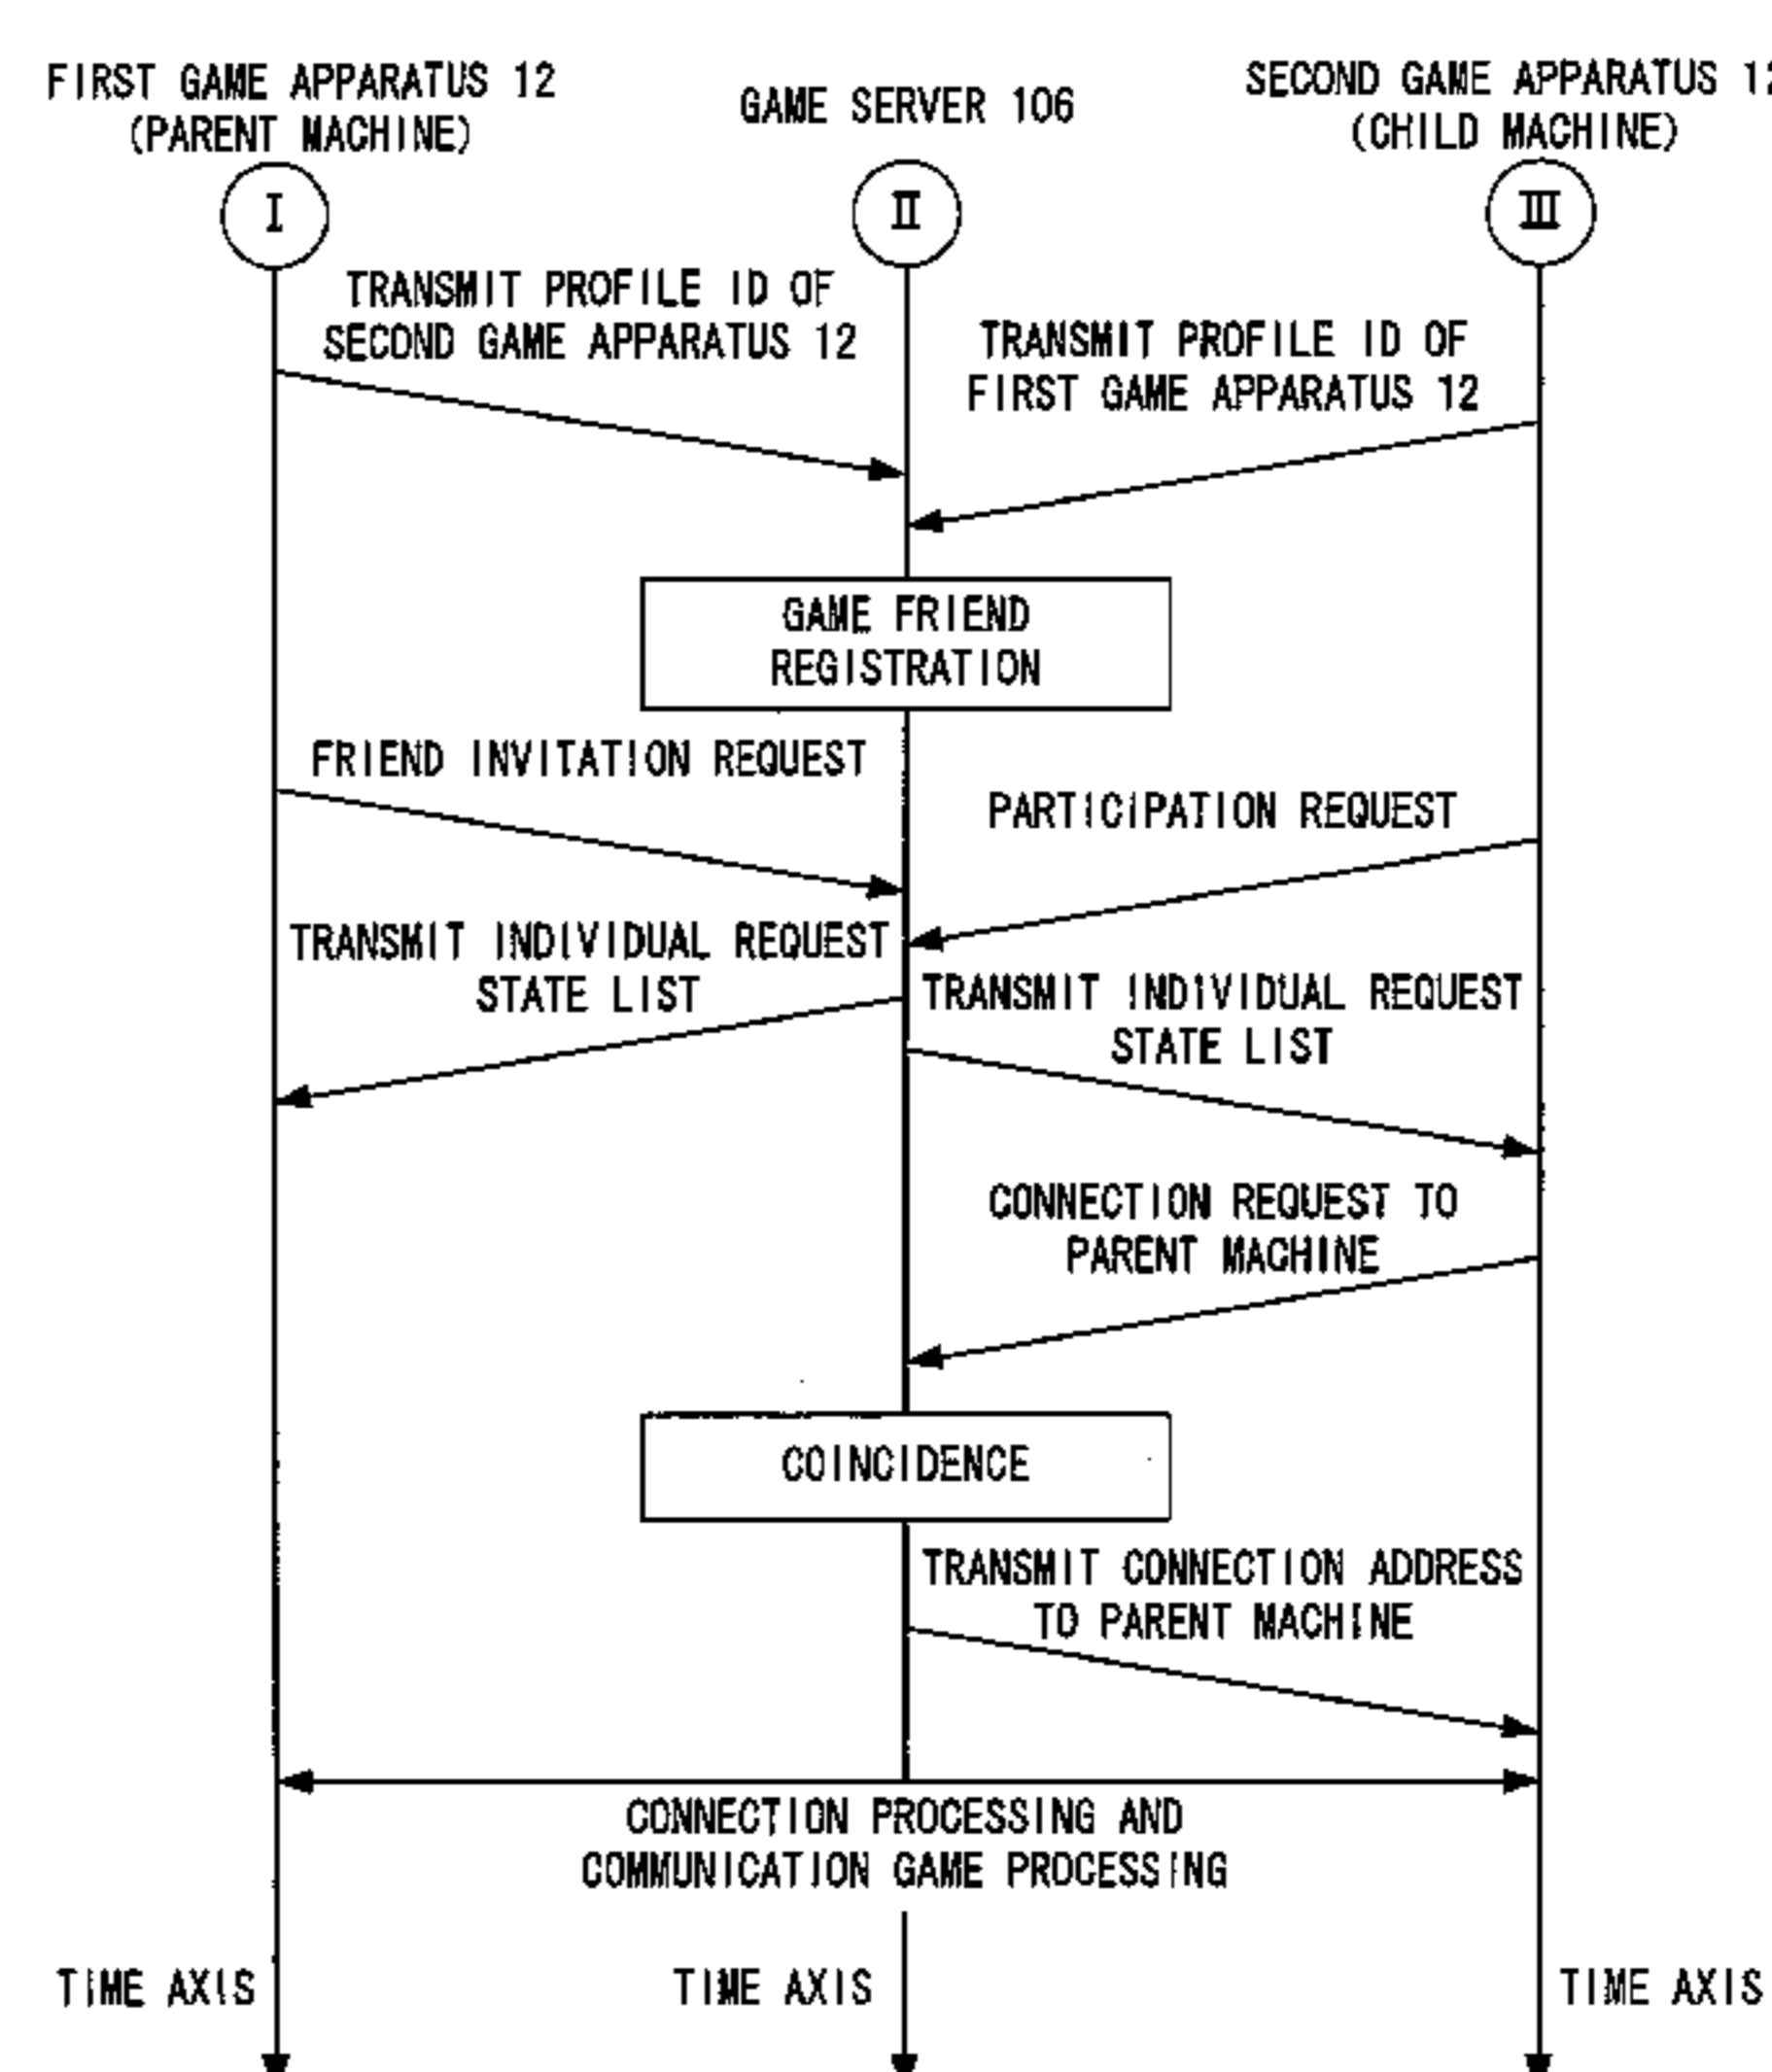 FIRST GAME APPARATUS 12
(PARENT MACHINE)
GAME SERVER 106
SECOND GAME APPARATUS 12
(CHILD MACHINE)
I
II
III
TRANSMIT PROFILE ID OF
SECOND GAME APPARATUS 12
TRANSMIT PROFILE ID OF
FIRST GAME APPARATUS 12
GAME FRIEND
REGISTRATION
FRIEND INVITATION REQUEST
PARTICIPATION REQUEST
TRANSMIT INDIVIDUAL REQUEST
STATE LIST
TRANSMIT INDIVIDUAL REQUEST
STATE LIST
CONNECTION REQUEST TO
PARENT MACHINE
COINCIDENCE
TRANSMIT CONNECTION ADDRESS
TO PARENT MACHINE
CONNECTION PROCESSING AND
COMMUNICATION GAME PROCESSING
TIME AXIS
TIME AXIS
TIME AXIS